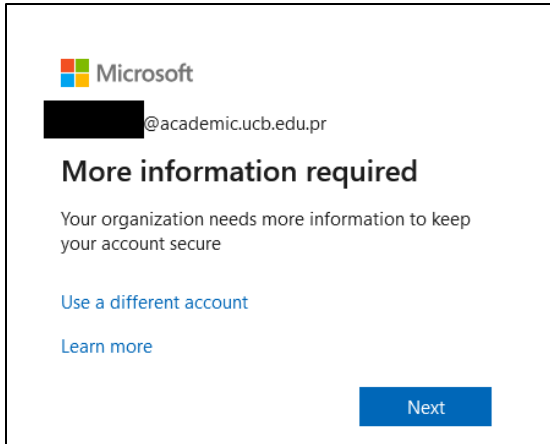 Microsoft
@academic.ucb.edu.pr
More information required
Your organization needs more information to keep
your account secure
Use a different account
Learn more
Next